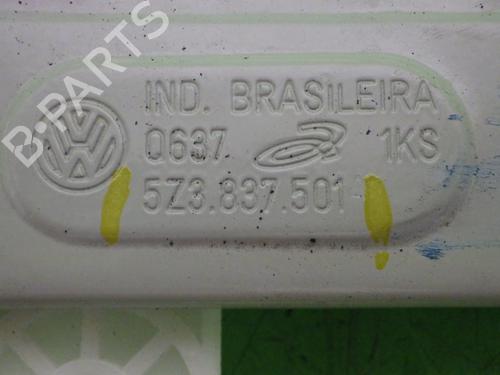 B-PARTS
IND. BRASILEIRA
Q637 1KS
5Z3.837.501